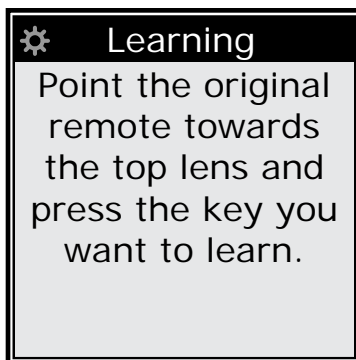 Learning
Point the original
remote towards
the top lens and
press the key you
want to learn.